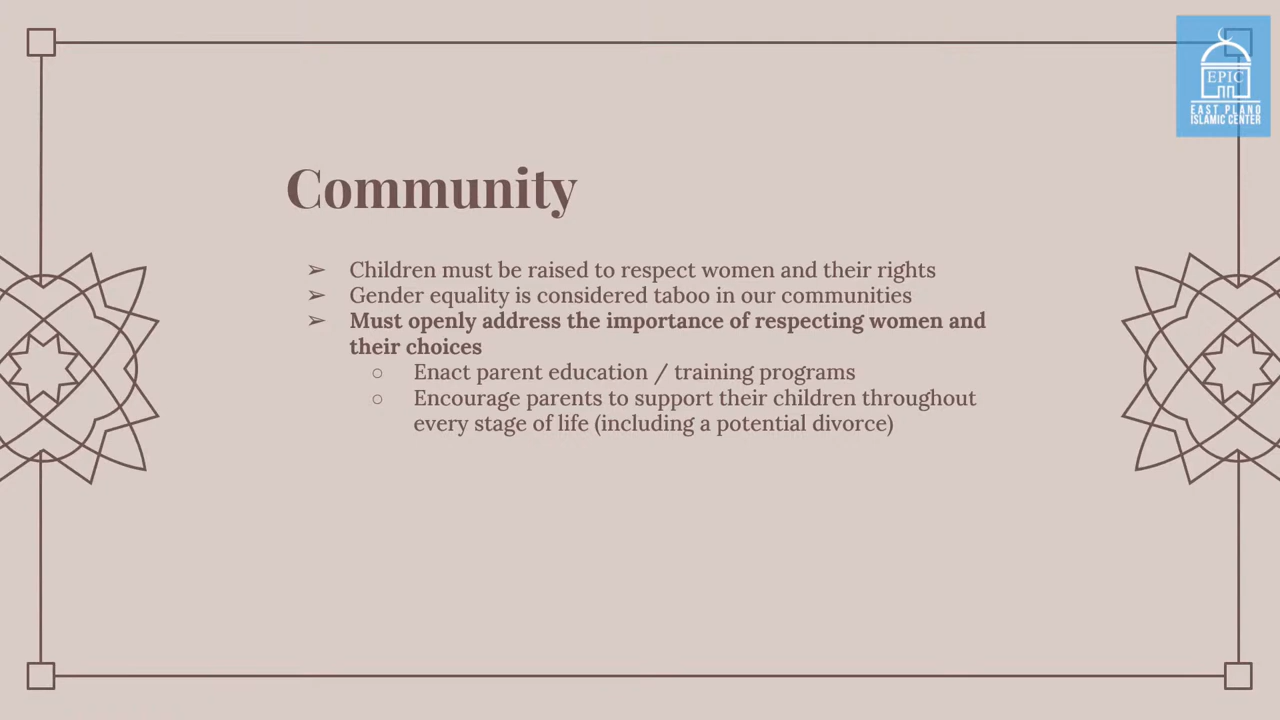 EPIC
EAST PLANO
ISLAMIC CENTER
Community
➢ Children must be raised to respect women and their rights
➢ Gender equality is considered taboo in our communities
➢ Must openly address the importance of respecting women and
their choices
○ Enact parent education / training programs
○ Encourage parents to support their children throughout
every stage of life (including a potential divorce)